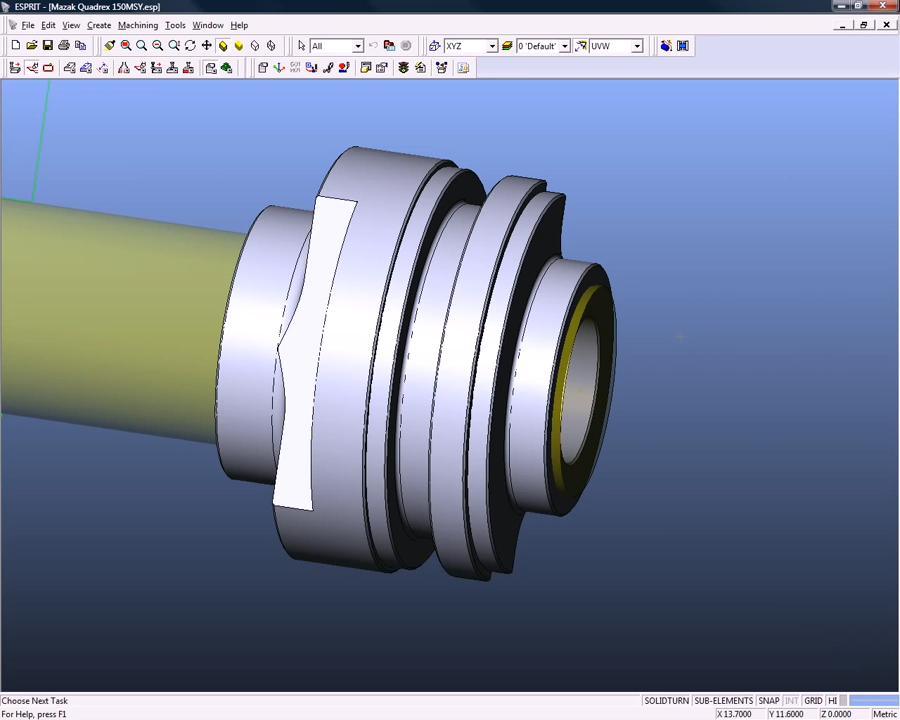 ESPRIT - [Mazak Quadrex 150MSY.esp]
File Edit View Create Machining Tools Window Help
All XYZ 0 'Default' UVW
Choose Next Task SOLIDTURN SUB-ELEMENTS SNAP INT GRID HI
For Help, press F1 X 13.7000 Y 11.6000 Z 0.0000 Metric